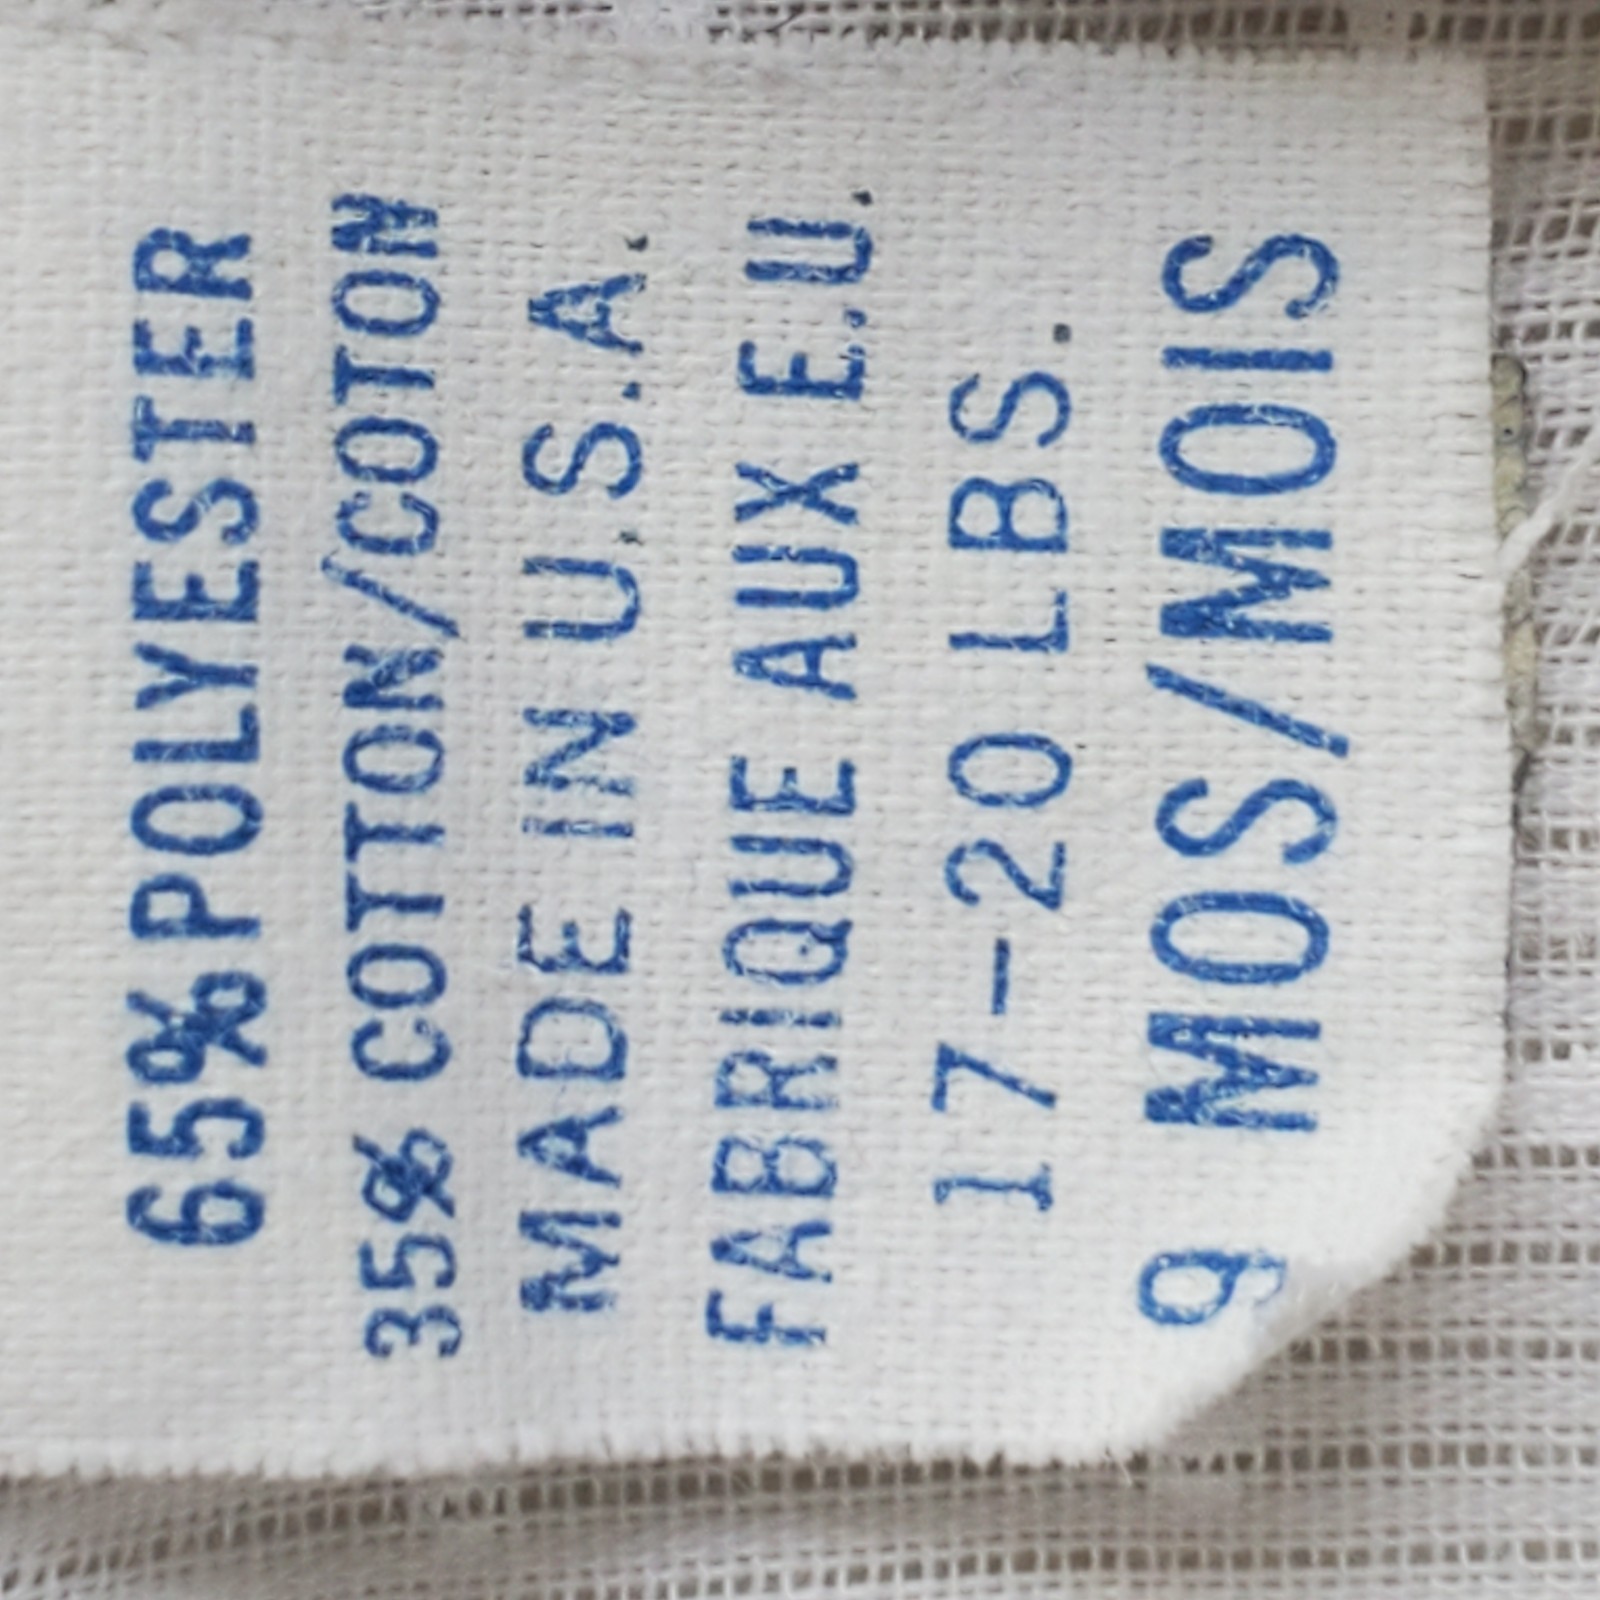 65% POLYESTER
35% COTTON/COTON
MADE IN U.S.A.
FABRIQUE AUX E.U.
17-20 LBS.
9 MOS/MOIS